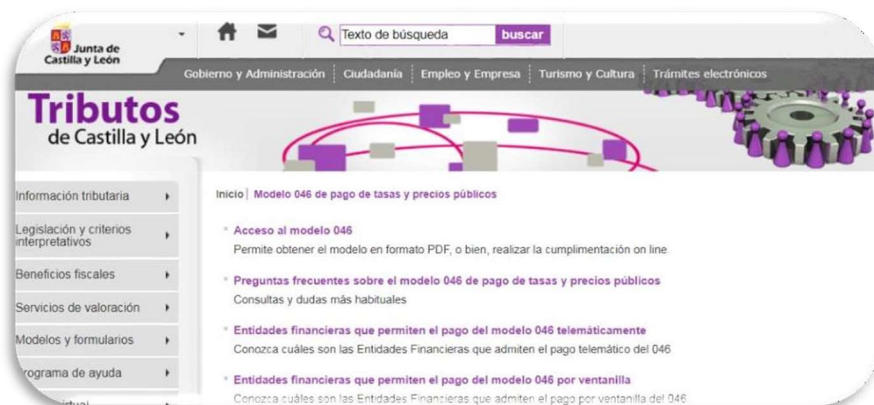 Junta de
Castilla y León
Texto de búsqueda
buscar
Gobierno y Administración
Ciudadanía
Empleo y Empresa
Turismo y Cultura
Trámites electrónicos
Tributos
de Castilla y León
Información tributaria
Legislación y criterios
interpretativos
Beneficios fiscales
Servicios de valoración
Modelos y formularios
Programa de ayuda
virtual
Inicio | Modelo 046 de pago de tasas y precios públicos
Acceso al modelo 046
Permite obtener el modelo en formato PDF, o bien, realizar la cumplimentación on line
Preguntas frecuentes sobre el modelo 046 de pago de tasas y precios públicos
Consultas y dudas más habituales
Entidades financieras que permiten el pago del modelo 046 telemáticamente
Conozca cuáles son las Entidades Financieras que admiten el pago telemático del 046
Entidades financieras que permiten el pago del modelo 046 por ventanilla
Conozca cuáles son las Entidades Financieras que admiten el pago por ventanilla del 046